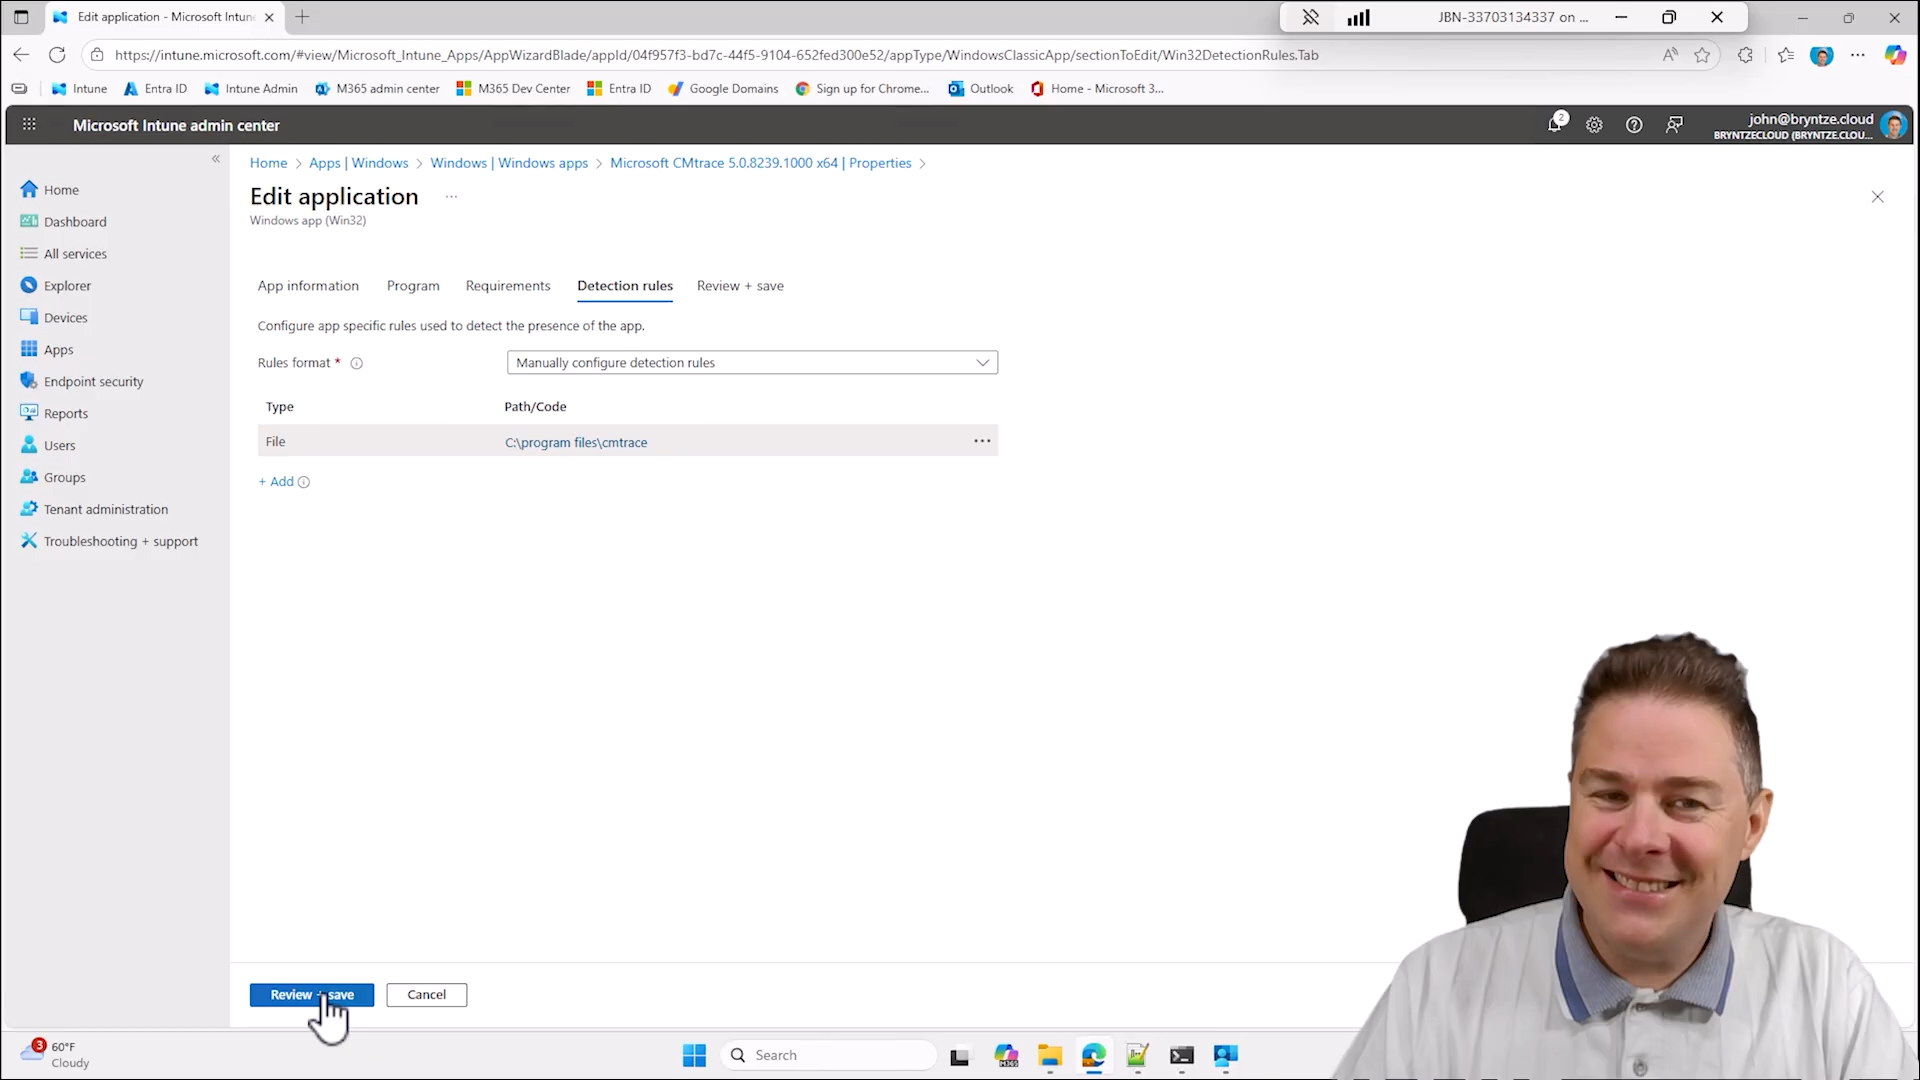 Edit application - Microsoft Intune
JBN-33703134337 on ...
https://intune.microsoft.com/#view/Microsoft_Intune_Apps/AppWizardBlade/appId/04f957f3-bd7c-44f5-9104-652fed300e52/appType/WindowsClassicApp/sectionToEdit/Win32DetectionRules.Tab
Intune
Entra ID
Intune Admin
M365 admin center
M365 Dev Center
Entra ID
Google Domains
Sign up for Chrome...
Outlook
Home - Microsoft 3...
Microsoft Intune admin center
2
john@bryntze.cloud
BRYNTZECLOUD (BRYNTZE.CLOU...
Home
Dashboard
All services
Explorer
Devices
Apps
Endpoint security
Reports
Users
Groups
Tenant administration
Troubleshooting + support
Home > Apps | Windows > Windows | Windows apps > Microsoft CMtrace 5.0.8239.1000 x64 | Properties >
Edit application ...
Windows app (Win32)
App information
Program
Requirements
Detection rules
Review + save
Configure app specific rules used to detect the presence of the app.
Rules format *
Manually configure detection rules
Type
Path/Code
File
C:\program files\cmtrace
...
+ Add
Review + save
Cancel
3
60°F
Cloudy
Search
M365